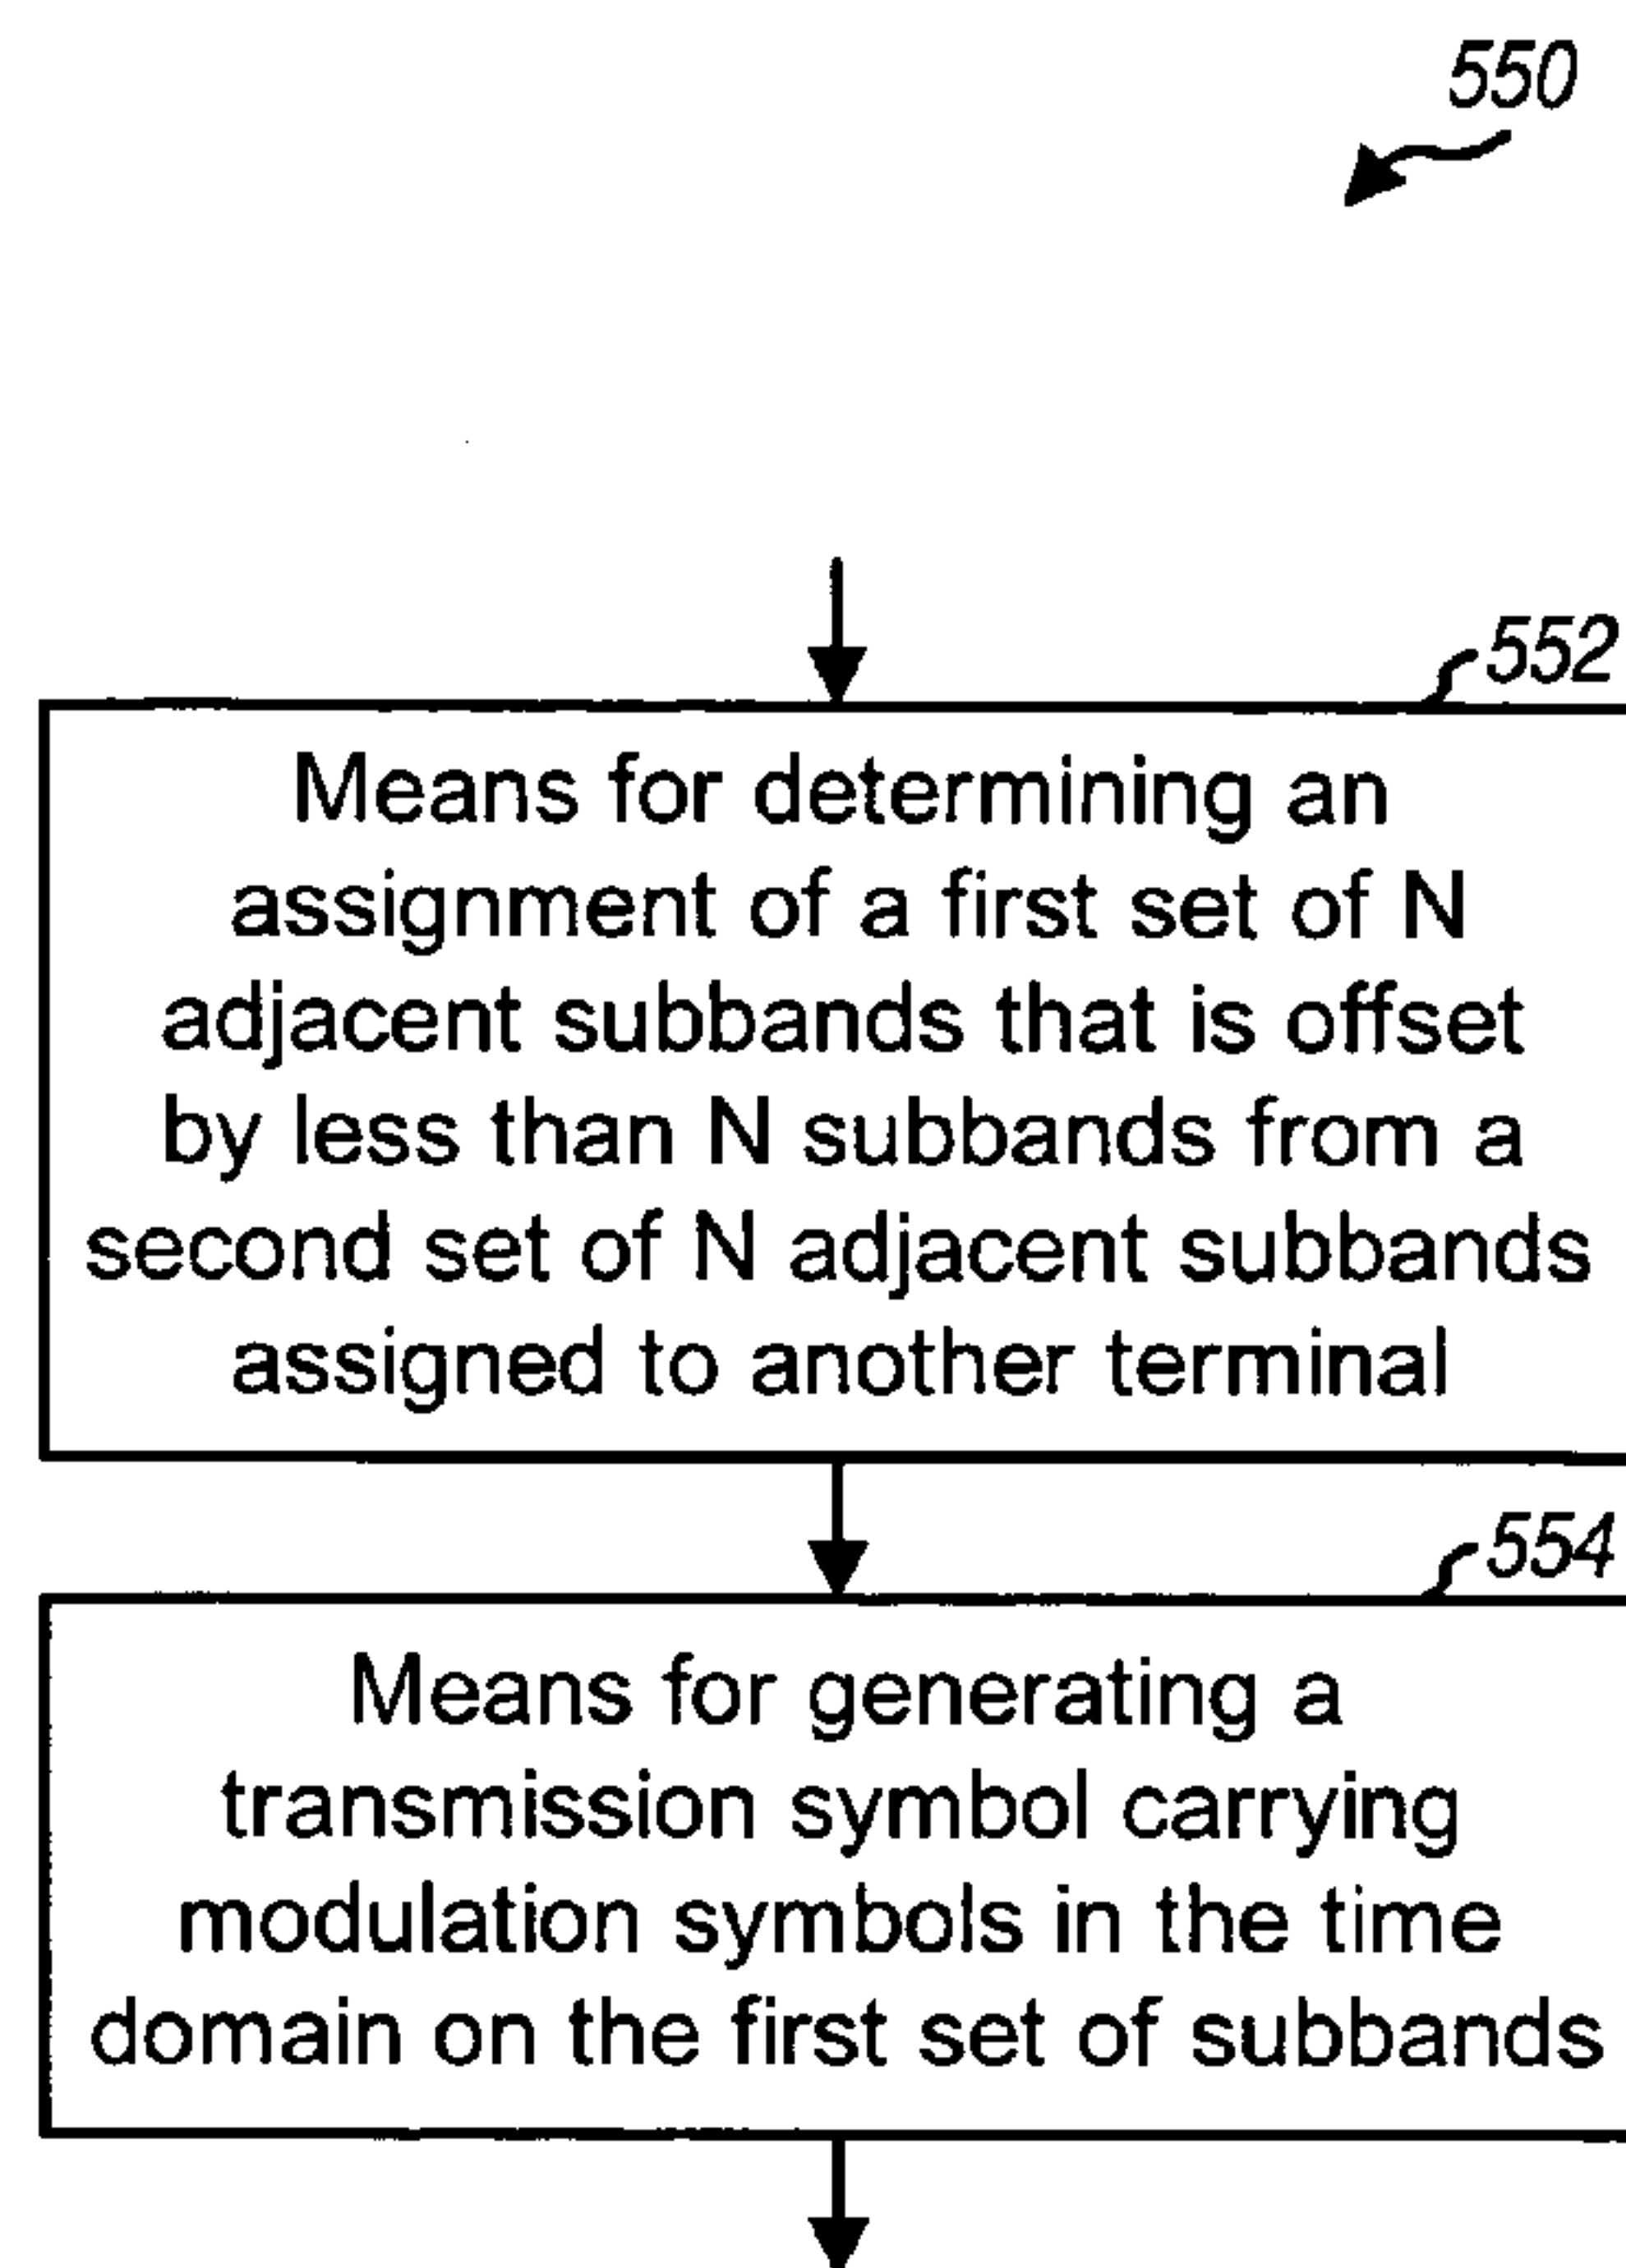 550
552
Means for determining an
assignment of a first set of N
adjacent subbands that is offset
by less than N subbands from a
second set of N adjacent subbands
assigned to another terminal
554
Means for generating a
transmission symbol carrying
modulation symbols in the time
domain on the first set of subbands